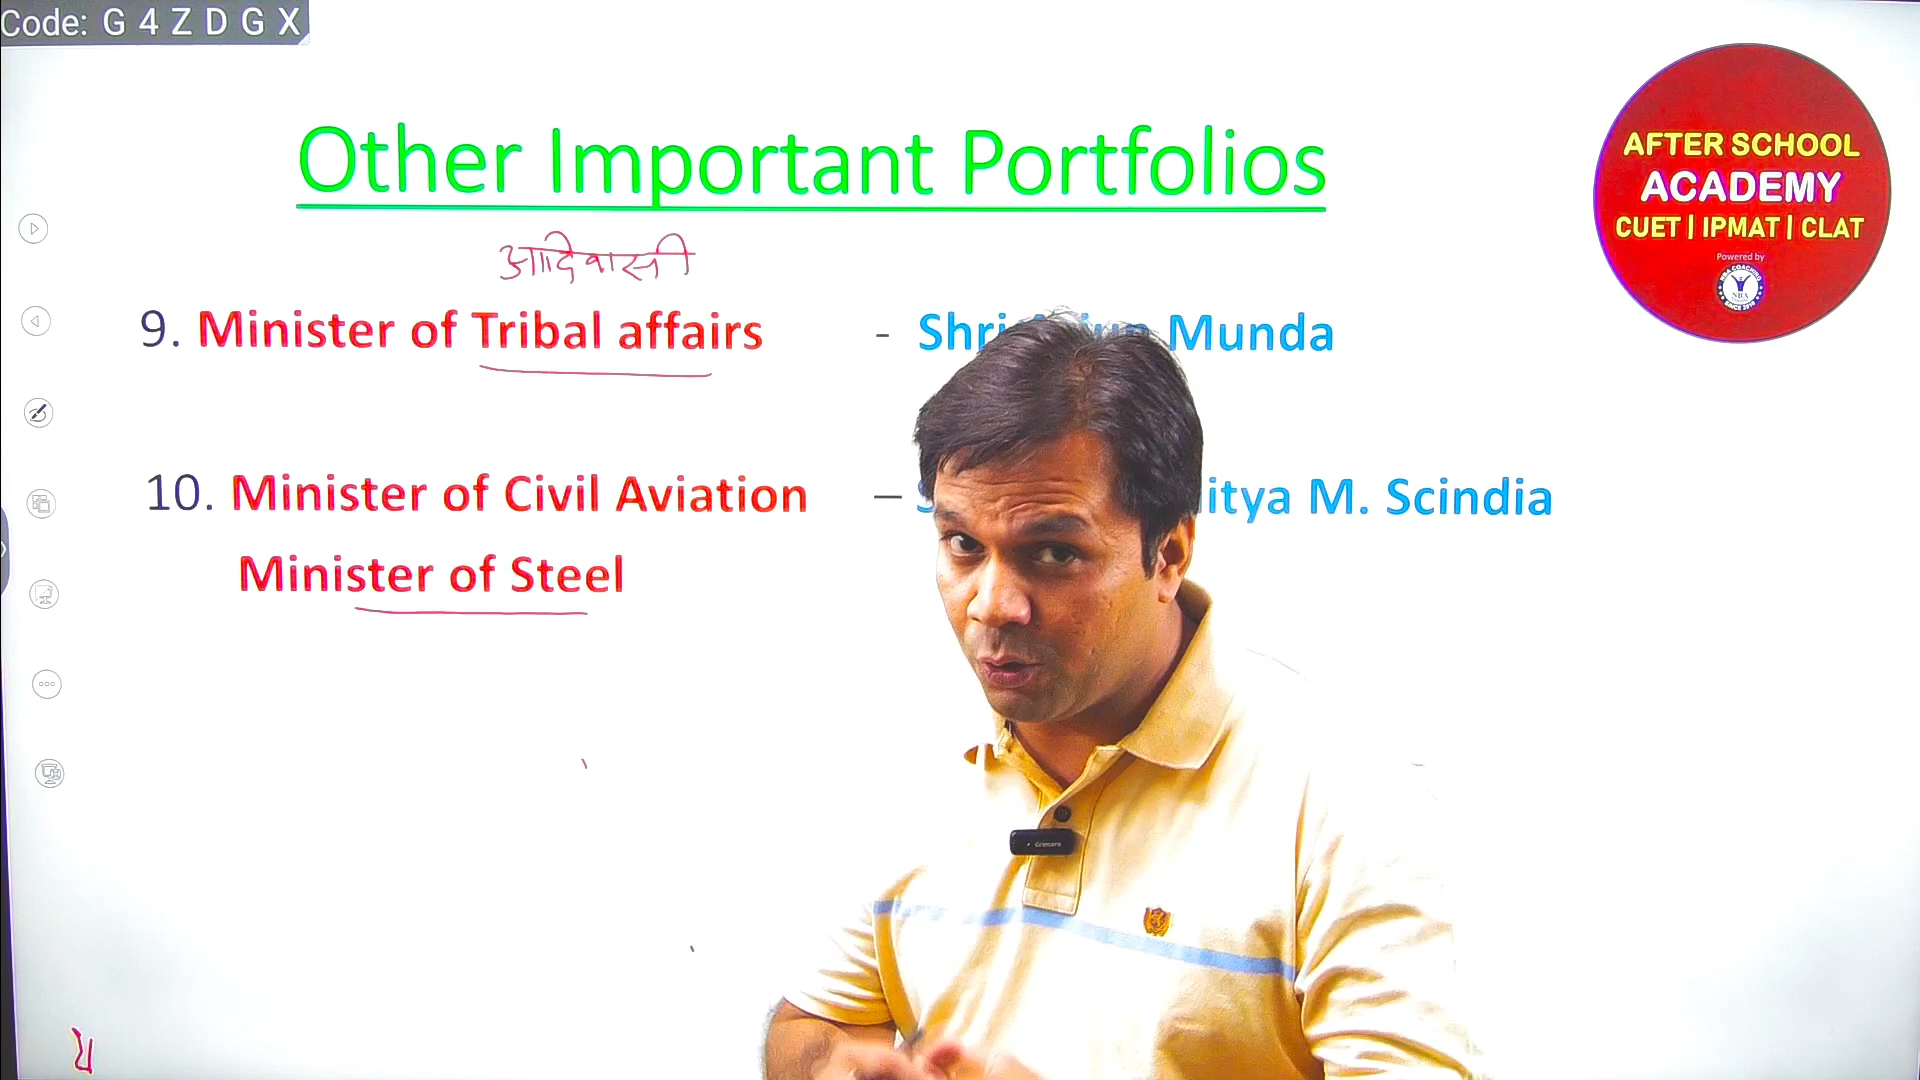 Code: G 4 Z D G X
Other Important Portfolios
आदिवासी
9. Minister of Tribal affairs - Shri Munda
10. Minister of Civil Aviation – M. Scindia
Minister of Steel
AFTER SCHOOL
ACADEMY
CUET | IPMAT | CLAT
Powered by
NBA